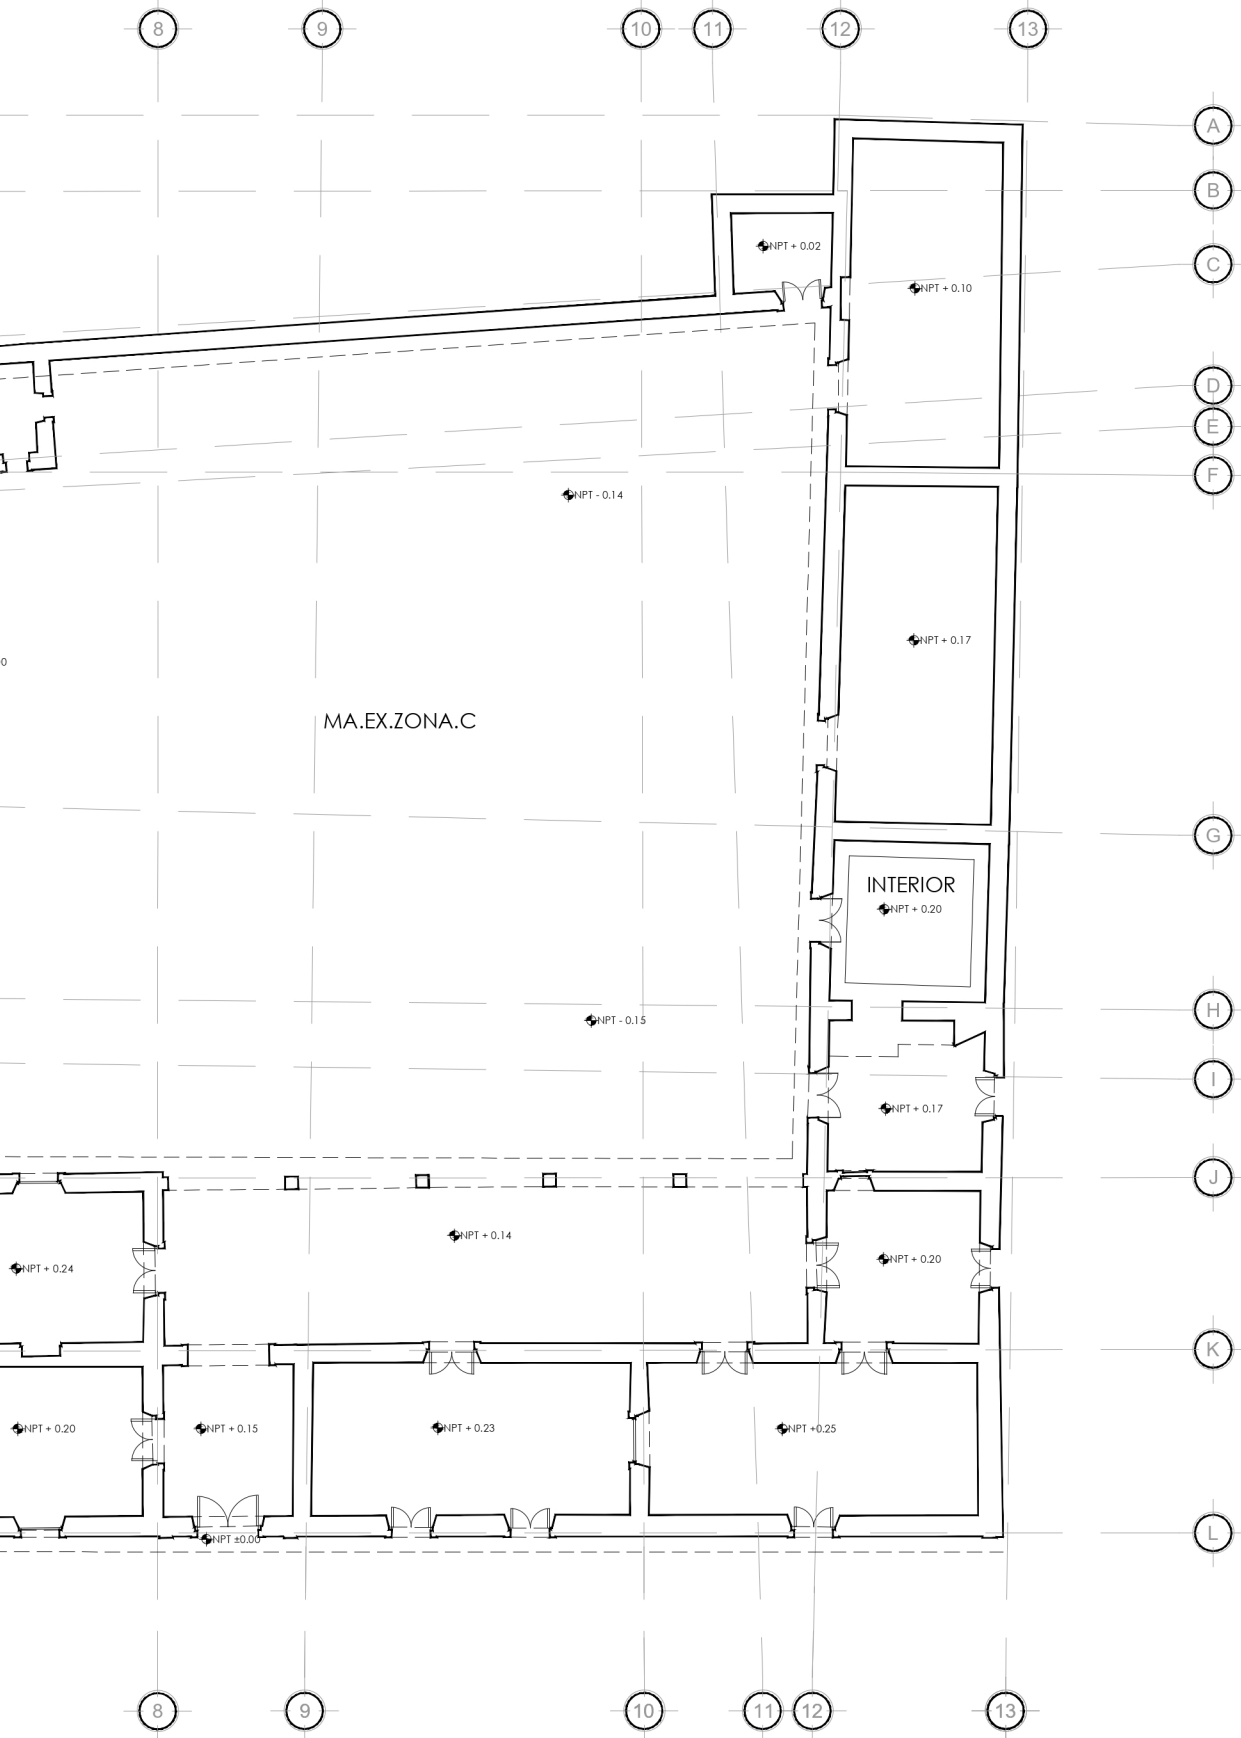 8 9 10 11 12 13
A
B
NPT + 0.02
C
NPT + 0.10
D
E
F
NPT - 0.14
NPT + 0.17
0
MA.EX.ZONA.C
G
INTERIOR
NPT + 0.20
H
NPT - 0.15
I
NPT + 0.17
J
NPT + 0.14
NPT + 0.20
NPT + 0.24
K
NPT + 0.20
NPT + 0.15
NPT + 0.23
NPT +0.25
L
NPT ±0.00
8 9 10 11 12 13